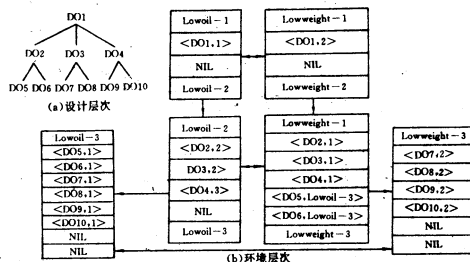 DO1
DO2 DO3 DO4
DO5 DO6 DO7 DO8 DO9 DO10
(a)设计层次
Lowoil-1
<DO1,1>
NIL
Lowoil-2
Lowweight-1
<DO1,2>
NIL
Lowweight-2
Lowoil-3
<DO5,1>
<DO6,1>
<DO7,1>
<DO8,1>
<DO9,1>
<DO10,1>
NIL
NIL
Lowoil-2
<DO2,2>
DO3,2>
<DO4,3>
NIL
Lowoil-3
Lowweight-1
<DO2,1>
<DO3,1>
<DO4,1>
<DO5,Lowoil-3>
<DO6,Lowoil-3>
Lowweight-3
Lowweight-3
<DO7,2>
<DO8,2>
<DO9,2>
<DO10,2>
NIL
NIL
(b)环境层次